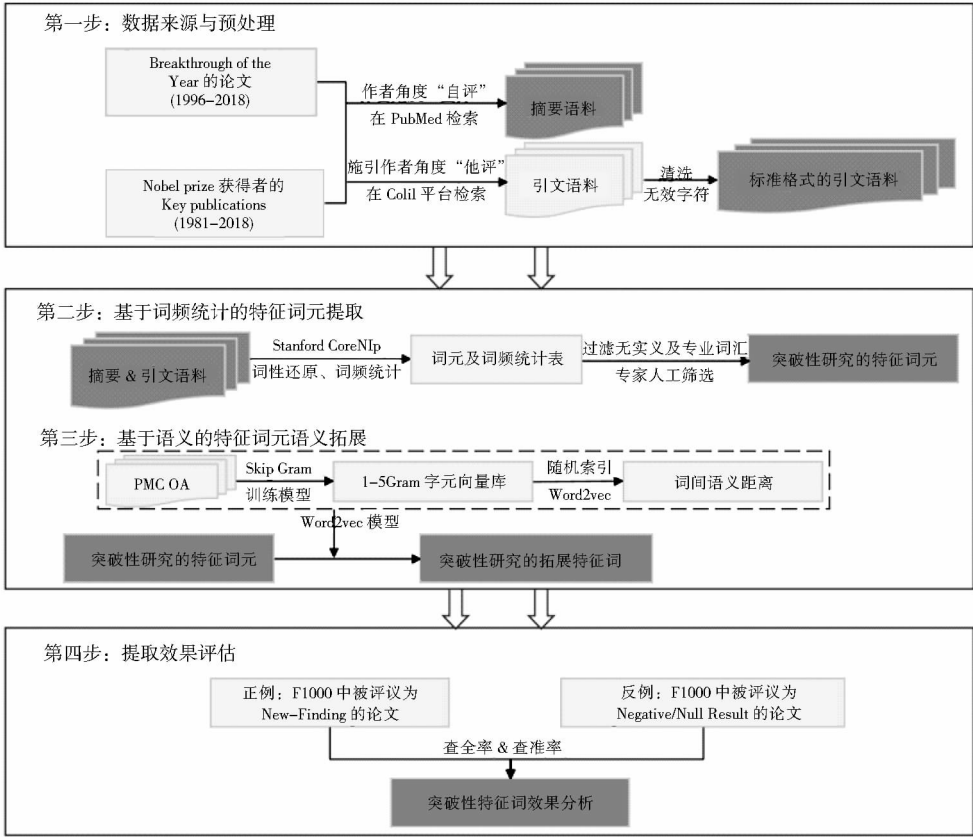 第一步：数据来源与预处理
Breakthrough of the
Year 的论文
(1996-2018)
作者角度“自评”
在 PubMed 检索
摘要语料
Nobel prize 获得者的
Key publications
(1981-2018)
施引作者角度“他评”
在 Colil 平台检索
引文语料
清洗
无效字符
标准格式的引文语料
第二步：基于词频统计的特征词元提取
摘要 & 引文语料
Stanford CoreNlp
词性还原、词频统计
词元及词频统计表
过滤无实义及专业词汇
专家人工筛选
突破性研究的特征词元
第三步：基于语义的特征词元语义拓展
PMC OA
Skip Gram
训练模型
1-5Gram 字元向量库
随机索引
Word2vec
词间语义距离
Word2vec 模型
突破性研究的特征词元
突破性研究的拓展特征词
第四步：提取效果评估
正例：F1000 中被评议为
New-Finding 的论文
反例：F1000 中被评议为
Negative/Null Result 的论文
查全率 & 查准率
突破性特征词效果分析